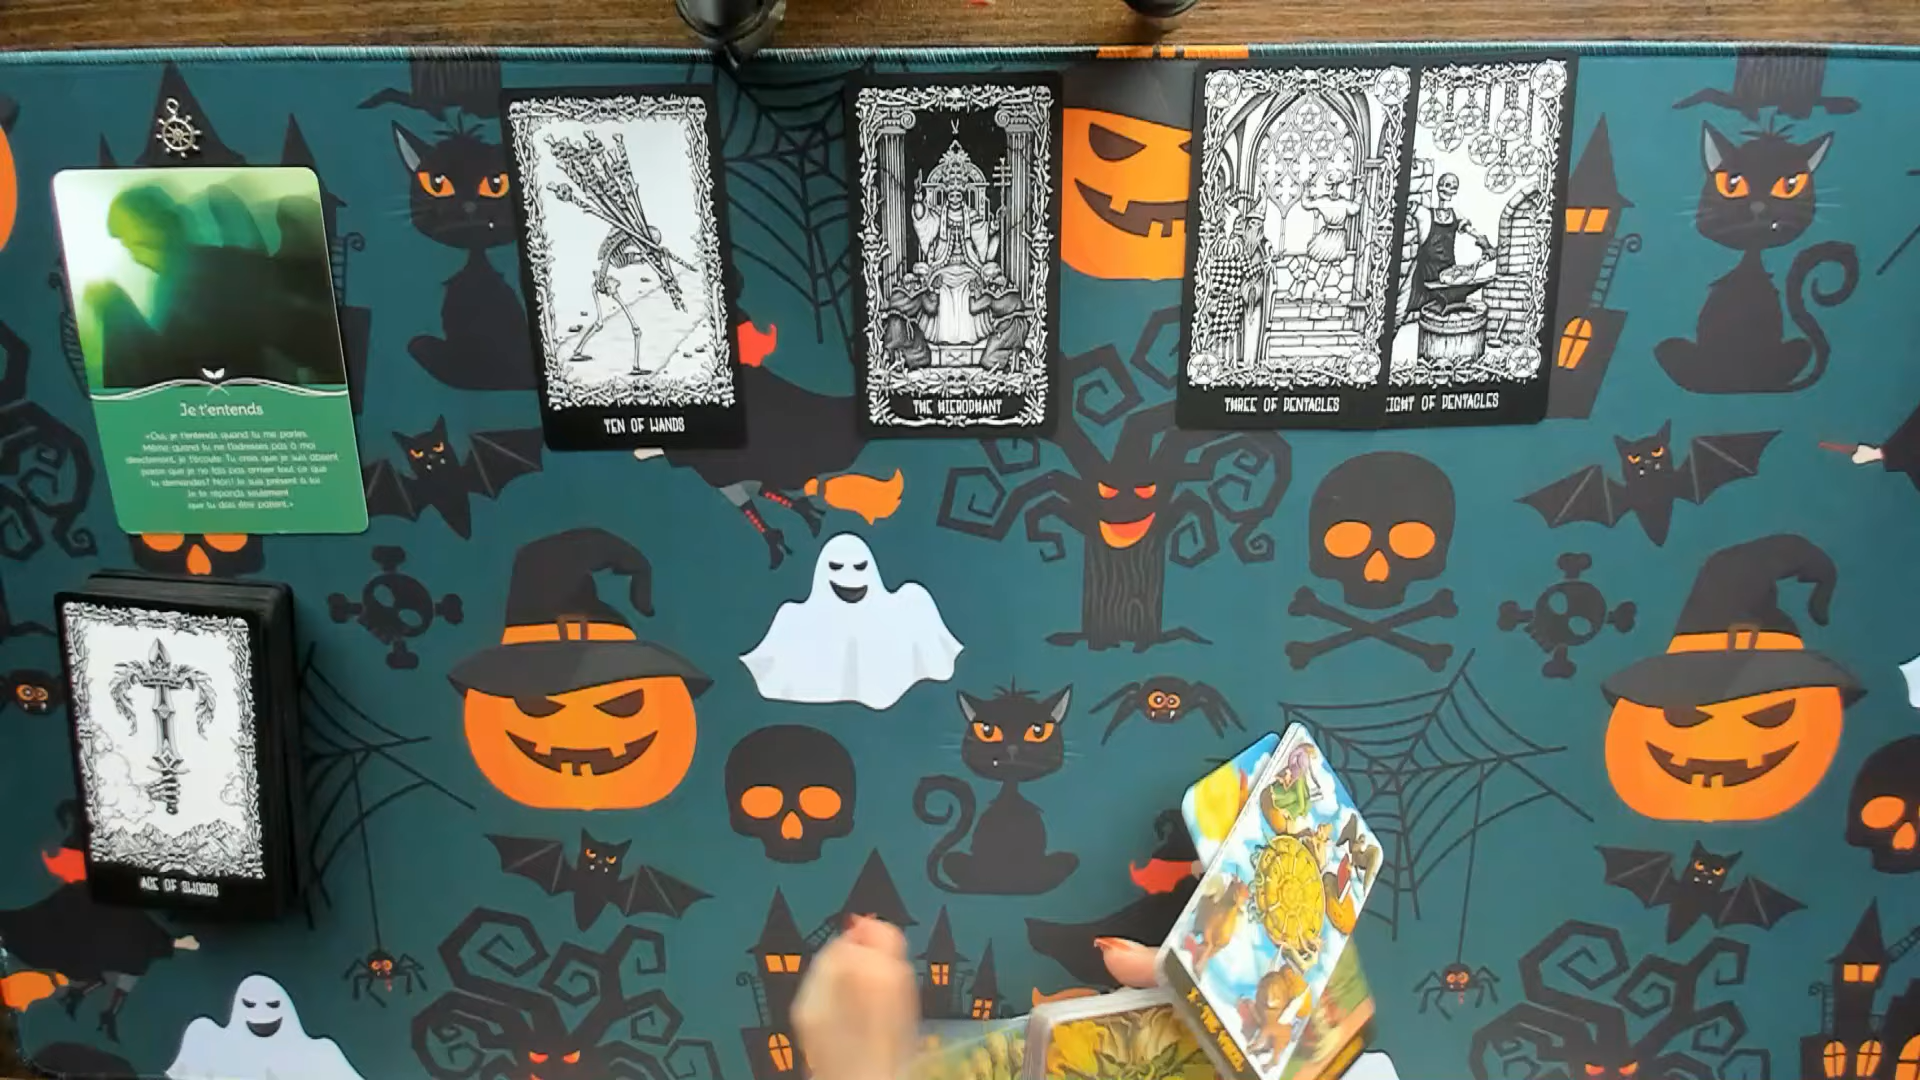 Je t'entends
«Oui, je t'entends quand tu me parles.
Même quand tu ne t'adresses pas à moi
directement, je t'écoute. Tu crois que je suis absent
parce que je ne fais pas arriver tout ce que
tu demandes? Non! Je suis présent à toi.
Je te réponds seulement
que tu dois être patient.»
TEN OF WANDS
THE HIEROPHANT
THREE OF PENTACLES
EIGHT OF PENTACLES
ACE OF SWORDS
X • THE WHEEL